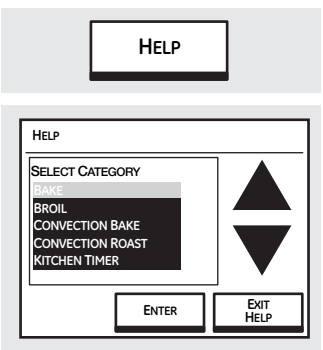 HELP
HELP
SELECT CATEGORY
BAKE
BROIL
CONVECTION BAKE
CONVECTION ROAST
KITCHEN TIMER
ENTER
EXIT
HELP